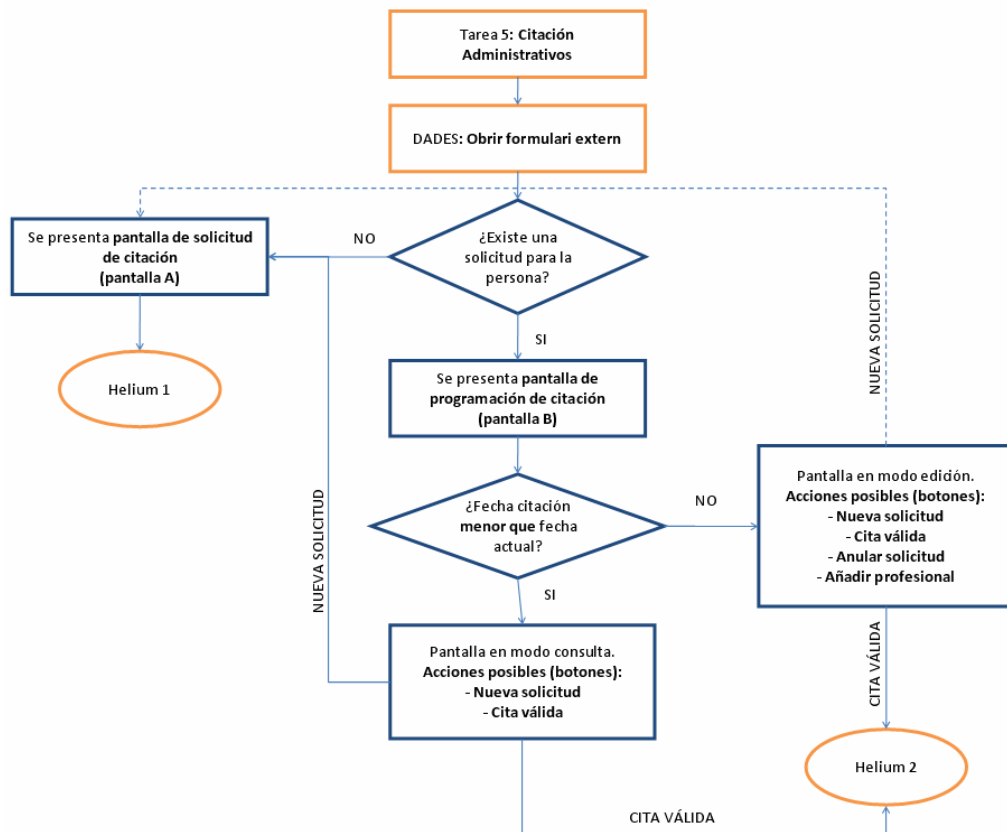 Tarea 5: Citación
Administrativos
DADES: Obrir formulari extern
Se presenta pantalla de solicitud
de citación
(pantalla A)
NO
¿Existe una
solicitud para la
persona?
NUEVA SOLICITUD
SI
Helium 1
Se presenta pantalla de
programación de citación
(pantalla B)
NUEVA SOLICITUD
¿Fecha citación
menor que fecha
actual?
NO
Pantalla en modo edición.
Acciones posibles (botones):
- Nueva solicitud
- Cita válida
- Anular solicitud
- Añadir profesional
SI
Pantalla en modo consulta.
Acciones posibles (botones):
- Nueva solicitud
- Cita válida
CITA VÁLIDA
Helium 2
CITA VÁLIDA